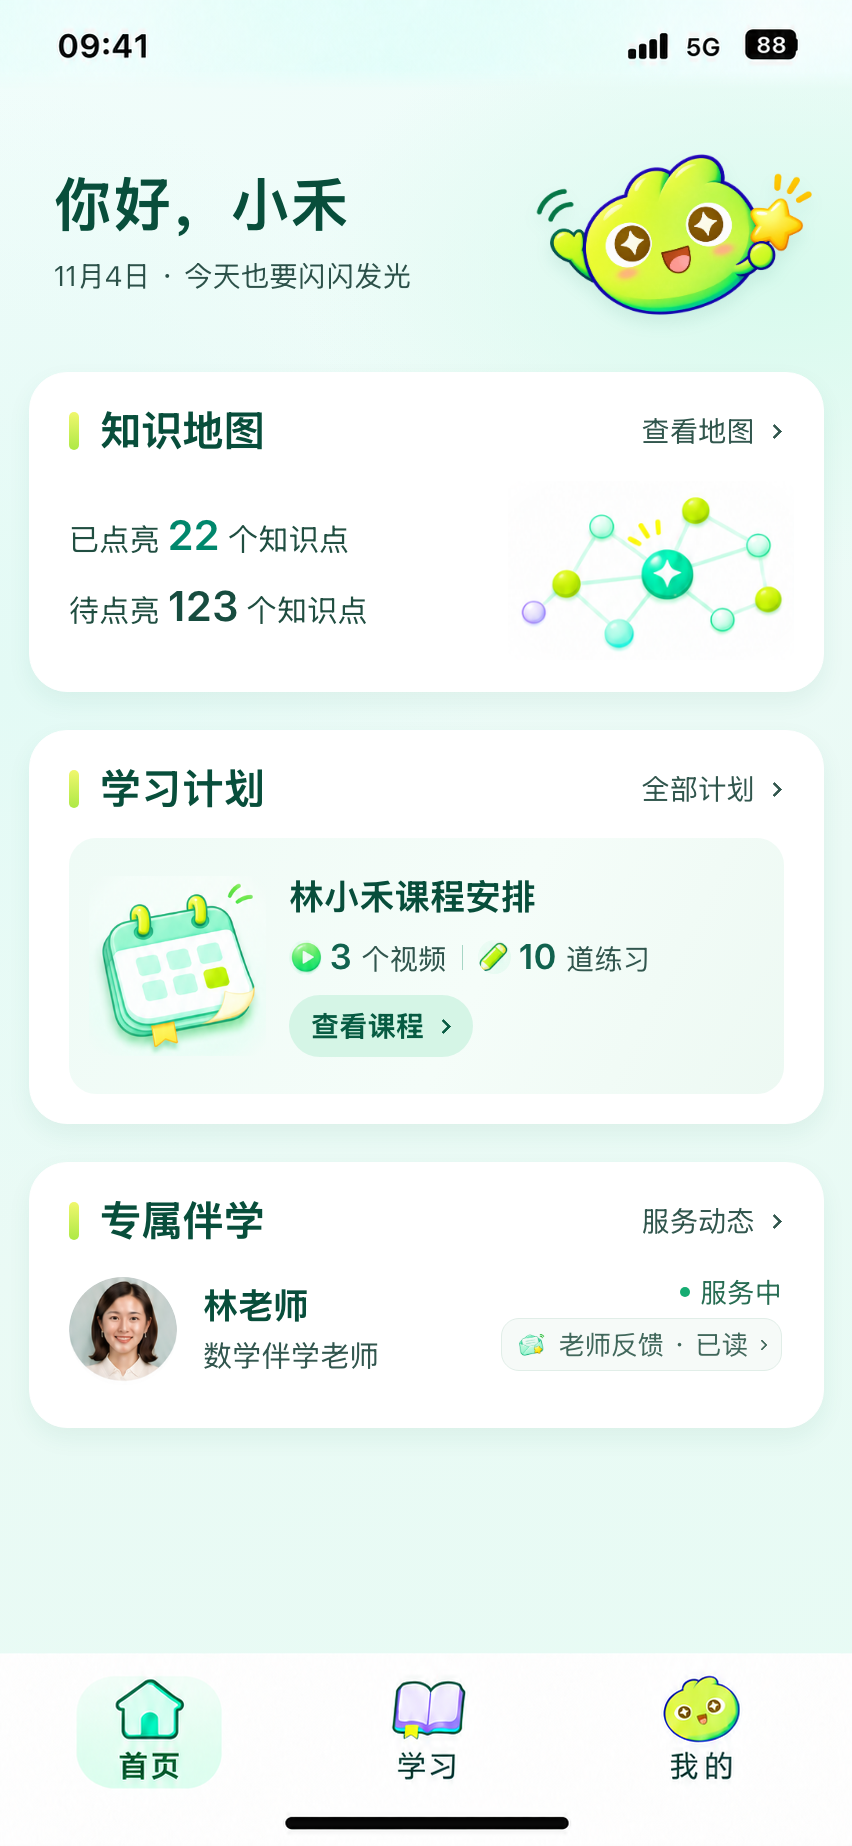 09:41
5G
88
你好，小禾
11月4日 · 今天也要闪闪发光
知识地图
查看地图 ›
已点亮 22 个知识点
待点亮 123 个知识点
学习计划
全部计划 ›
林小禾课程安排
3 个视频 | 10 道练习
查看课程 ›
专属伴学
服务动态 ›
林老师
数学伴学老师
• 服务中
老师反馈 · 已读 ›
首页
学习
我的